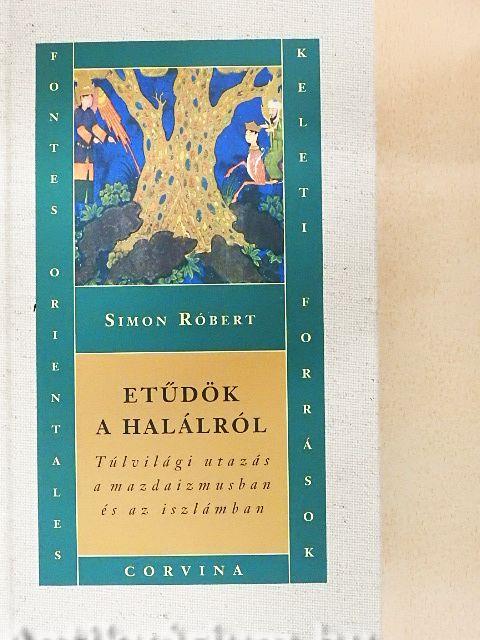 FONTES ORIENTALES
KELETI FORRÁSOK
SIMON RÓBERT
ETŰDÖK
A HALÁLRÓL
Túlvilági utazás
a mazdaizmusban
és az iszlámban
CORVINA